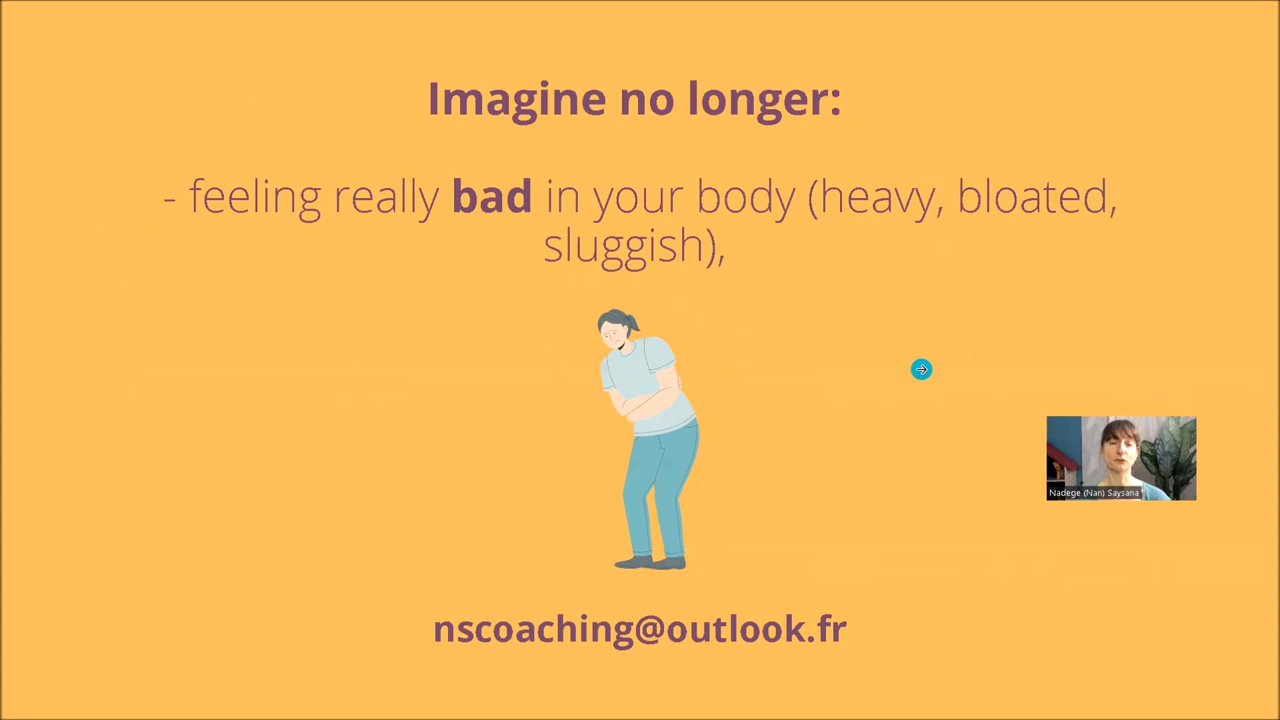 Imagine no longer:
- feeling really bad in your body (heavy, bloated,
sluggish),
Nadege (Nan) Saysana
nscoaching@outlook.fr